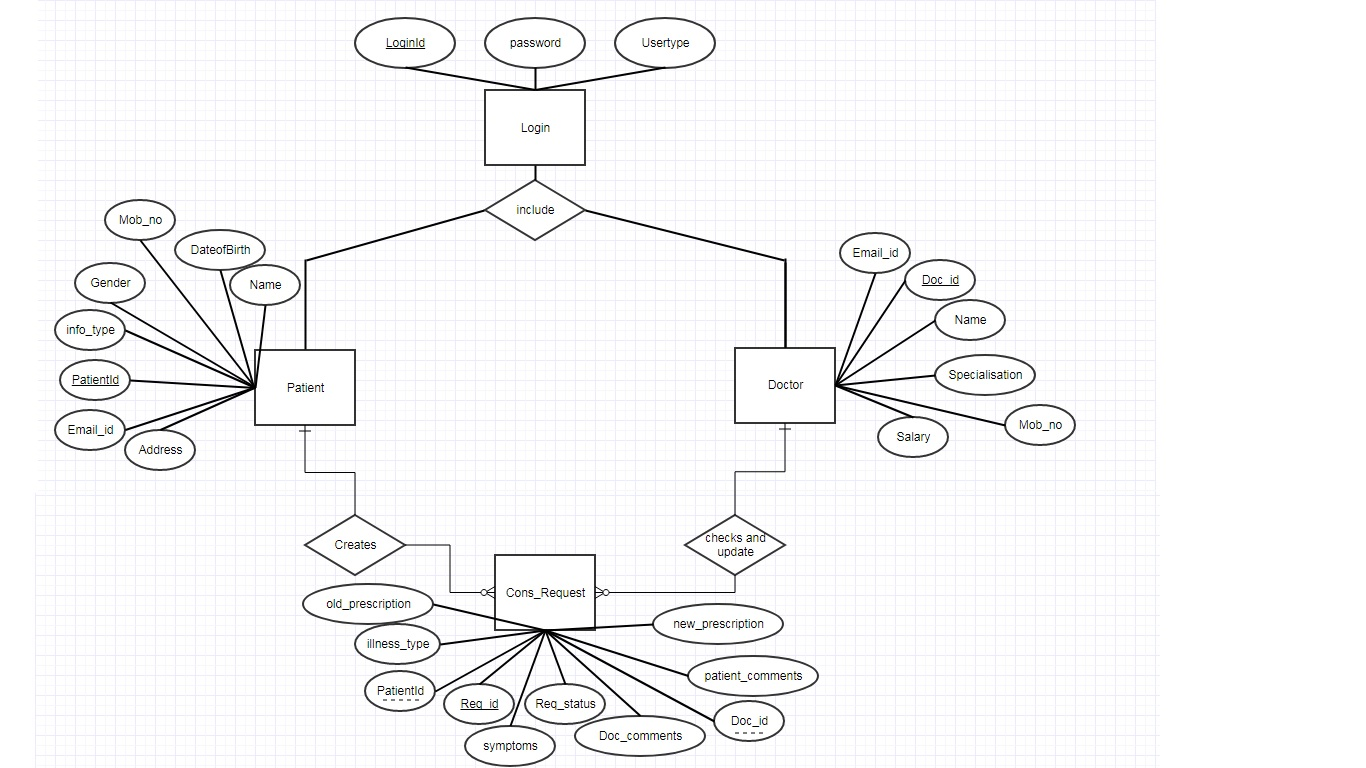 LoginId
password
Usertype
Login
include
Mob_no
DateofBirth
Name
Gender
info_type
PatientId
Email_id
Address
Patient
Email_id
Doc_id
Name
Specialisation
Mob_no
Salary
Doctor
Creates
checks and
update
Cons_Request
old_prescription
illness_type
PatientId
Req_id
symptoms
Req_status
Doc_comments
Doc_id
patient_comments
new_prescription